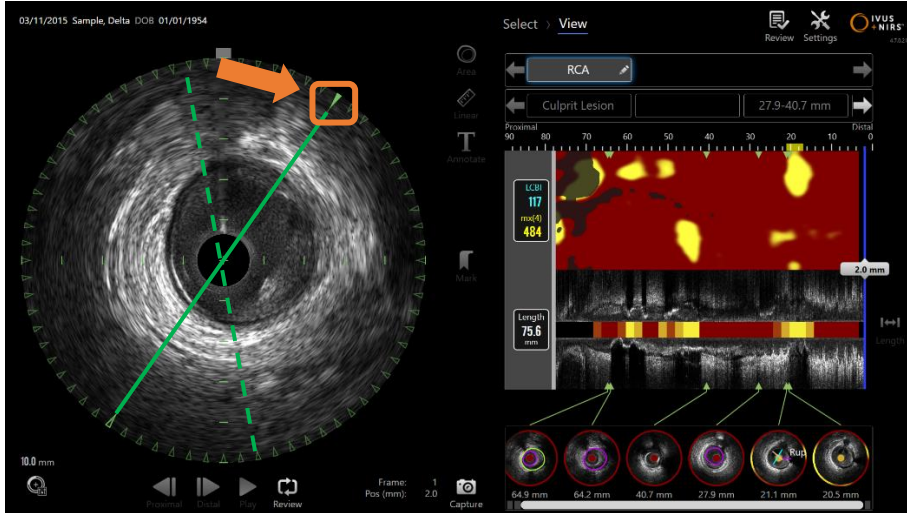 03/11/2015 Sample, Delta DOB 01/01/1954
Select > View
Review
Settings
IVUS
+NIRS
Area
Linear
Annotate
Mark
RCA
Culprit Lesion
27.9-40.7 mm
Proximal
Distal
90 80 70 60 50 40 30 20 10 0
LCBI
117
mx(4)
484
2.0 mm
Length
75.6
mm
Length
Rup
64.9 mm 64.2 mm 40.7 mm 27.9 mm 21.1 mm 20.5 mm
10.0 mm
Proximal
Distal
Play
Review
Frame: 1
Pos (mm): 2.0
Capture